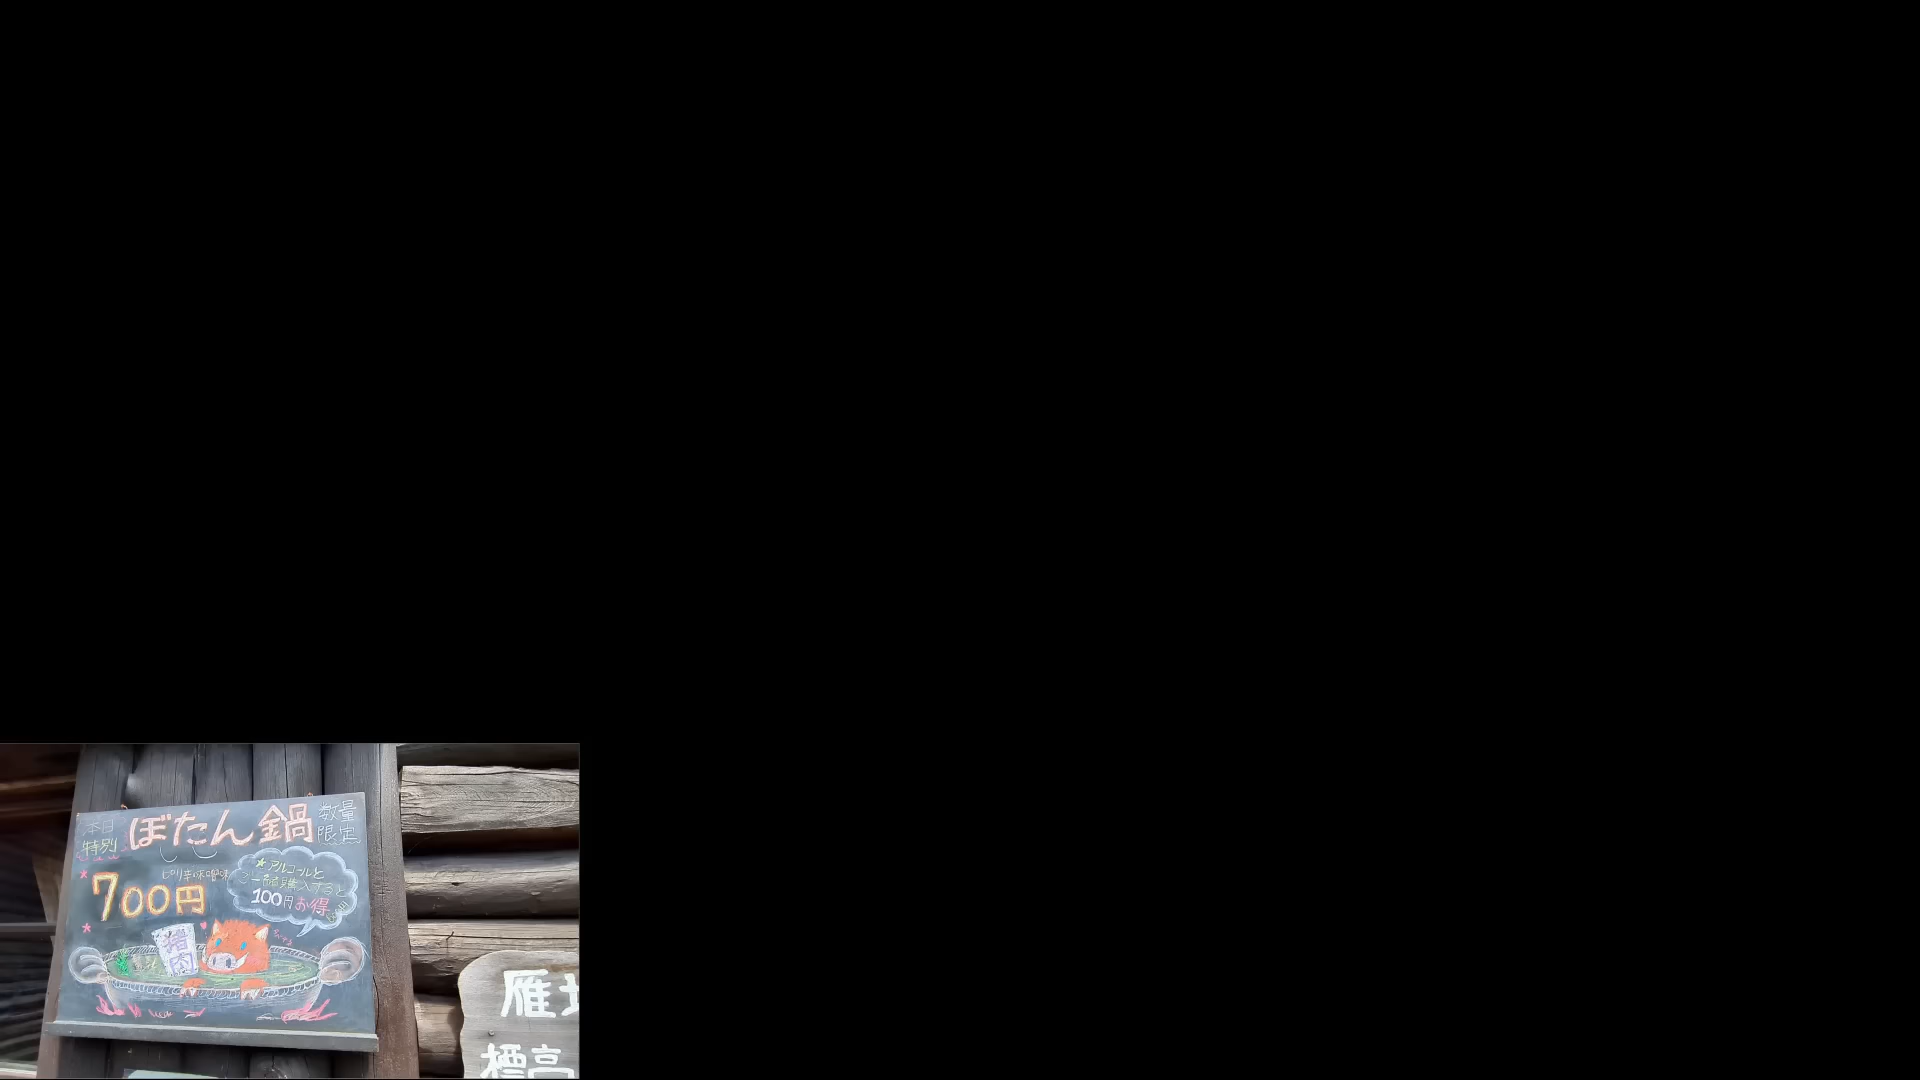 本日
特別
ぼたん鍋
数量
限定
ピリ辛味噌味
700円
★アルコールと
ご一緒購入すると
100円お得
猪肉
雁
標高